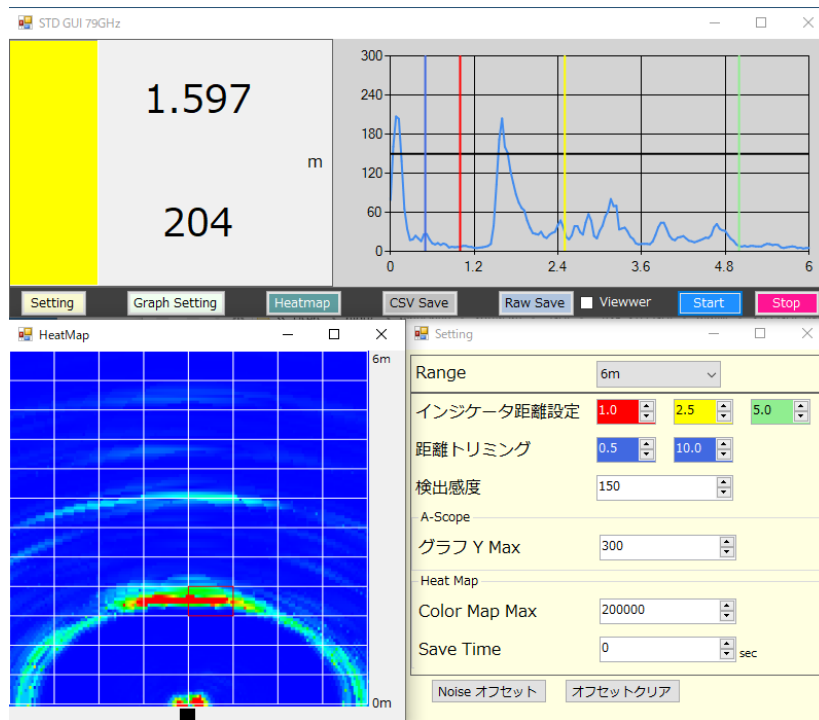 STD GUI 79GHz
1.597
m
204
300
240
180
120
60
0
0 1.2 2.4 3.6 4.8 6
Setting Graph Setting Heatmap CSV Save Raw Save Viewwer Start Stop
HeatMap
6m
0m
Setting
Range 6m
インジケータ距離設定 1.0 2.5 5.0
距離トリミング 0.5 10.0
検出感度 150
A-Scope
グラフ Y Max 300
Heat Map
Color Map Max 200000
Save Time 0 sec
Noise オフセット オフセットクリア